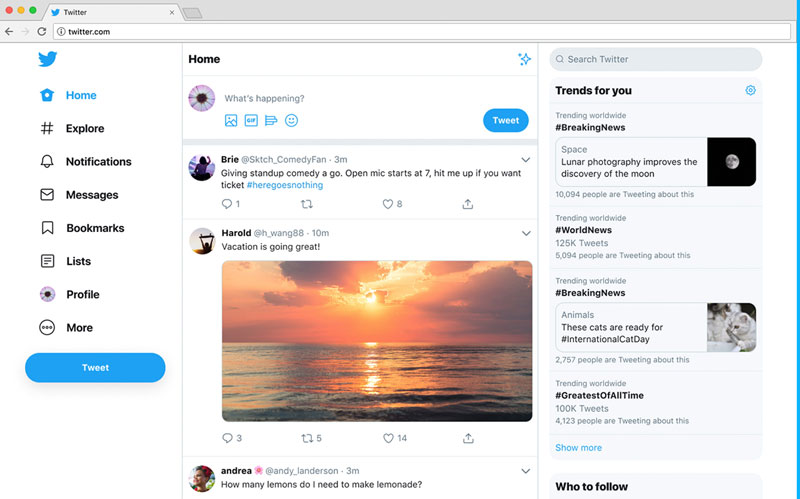 Twitter
twitter.com
Home
Explore
Notifications
Messages
Bookmarks
Lists
Profile
More
Tweet
Home
What's happening?
GIF
Tweet
Brie @Sktch_ComedyFan · 3m
Giving standup comedy a go. Open mic starts at 7, hit me up if you want
ticket #heregoesnothing
1
8
Harold @h_wang88 · 10m
Vacation is going great!
3
5
14
andrea @andy_landerson · 3m
How many lemons do I need to make lemonade?
Search Twitter
Trends for you
Trending worldwide
#BreakingNews
Space
Lunar photography improves the
discovery of the moon
10,094 people are Tweeting about this
Trending worldwide
#WorldNews
125K Tweets
5,094 people are Tweeting about this
Trending worldwide
#BreakingNews
Animals
These cats are ready for
#InternationalCatDay
2,757 people are Tweeting about this
Trending worldwide
#GreatestOfAllTime
100K Tweets
4,123 people are Tweeting about this
Show more
Who to follow